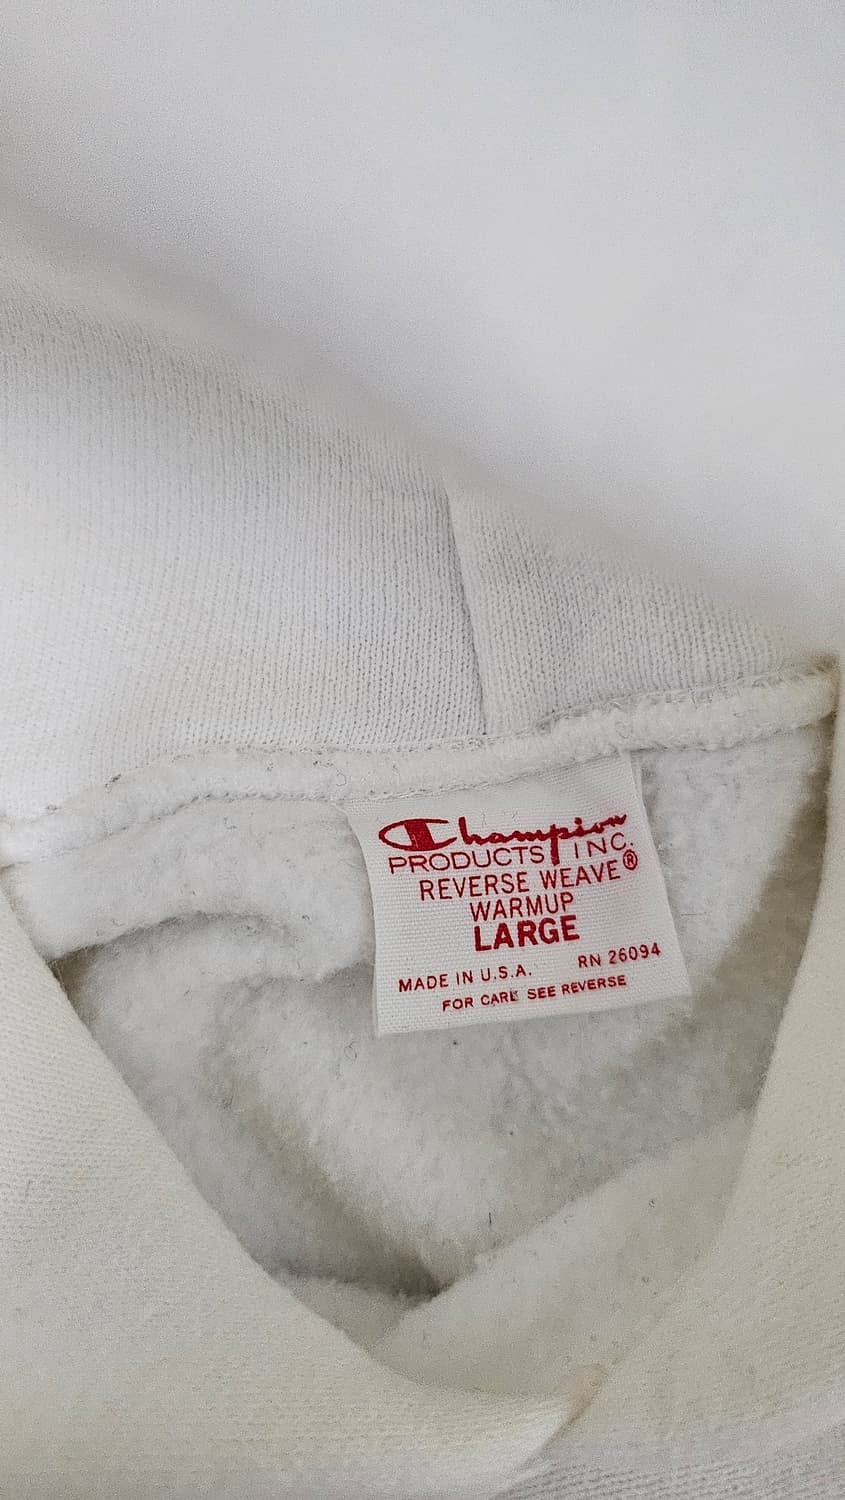 Champion
PRODUCTS INC.
REVERSE WEAVE®
WARMUP
LARGE
MADE IN U.S.A. RN 26094
FOR CARE SEE REVERSE